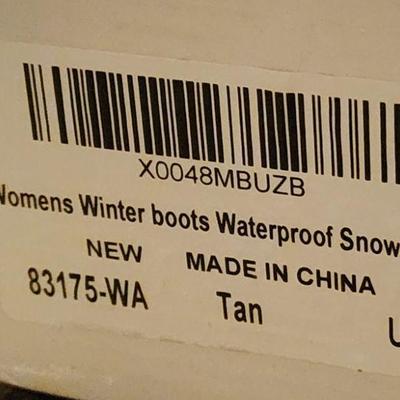 X0048MBUZB
Womens Winter boots Waterproof Snow
NEW MADE IN CHINA
83175-WA Tan